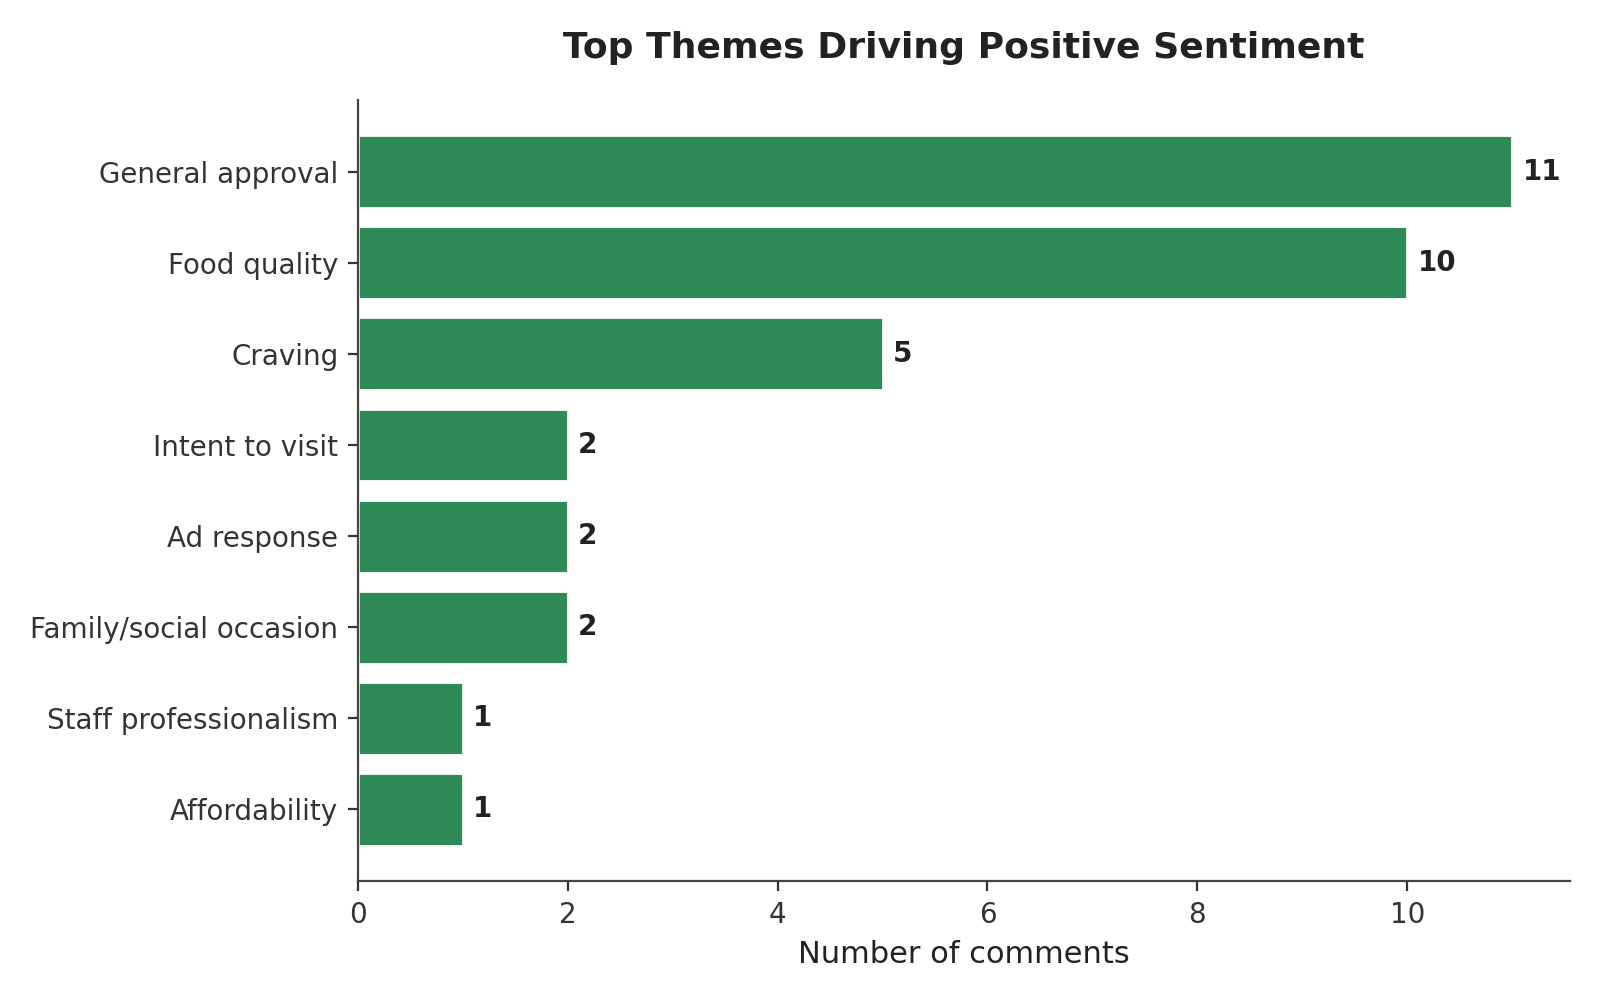 Top Themes Driving Positive Sentiment
General approval 11
Food quality 10
Craving 5
Intent to visit 2
Ad response 2
Family/social occasion 2
Staff professionalism 1
Affordability 1
0 2 4 6 8 10
Number of comments